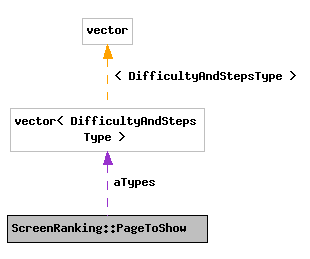 vector
< DifficultyAndStepsType >
vector< DifficultyAndSteps
Type >
aTypes
ScreenRanking::PageToShow